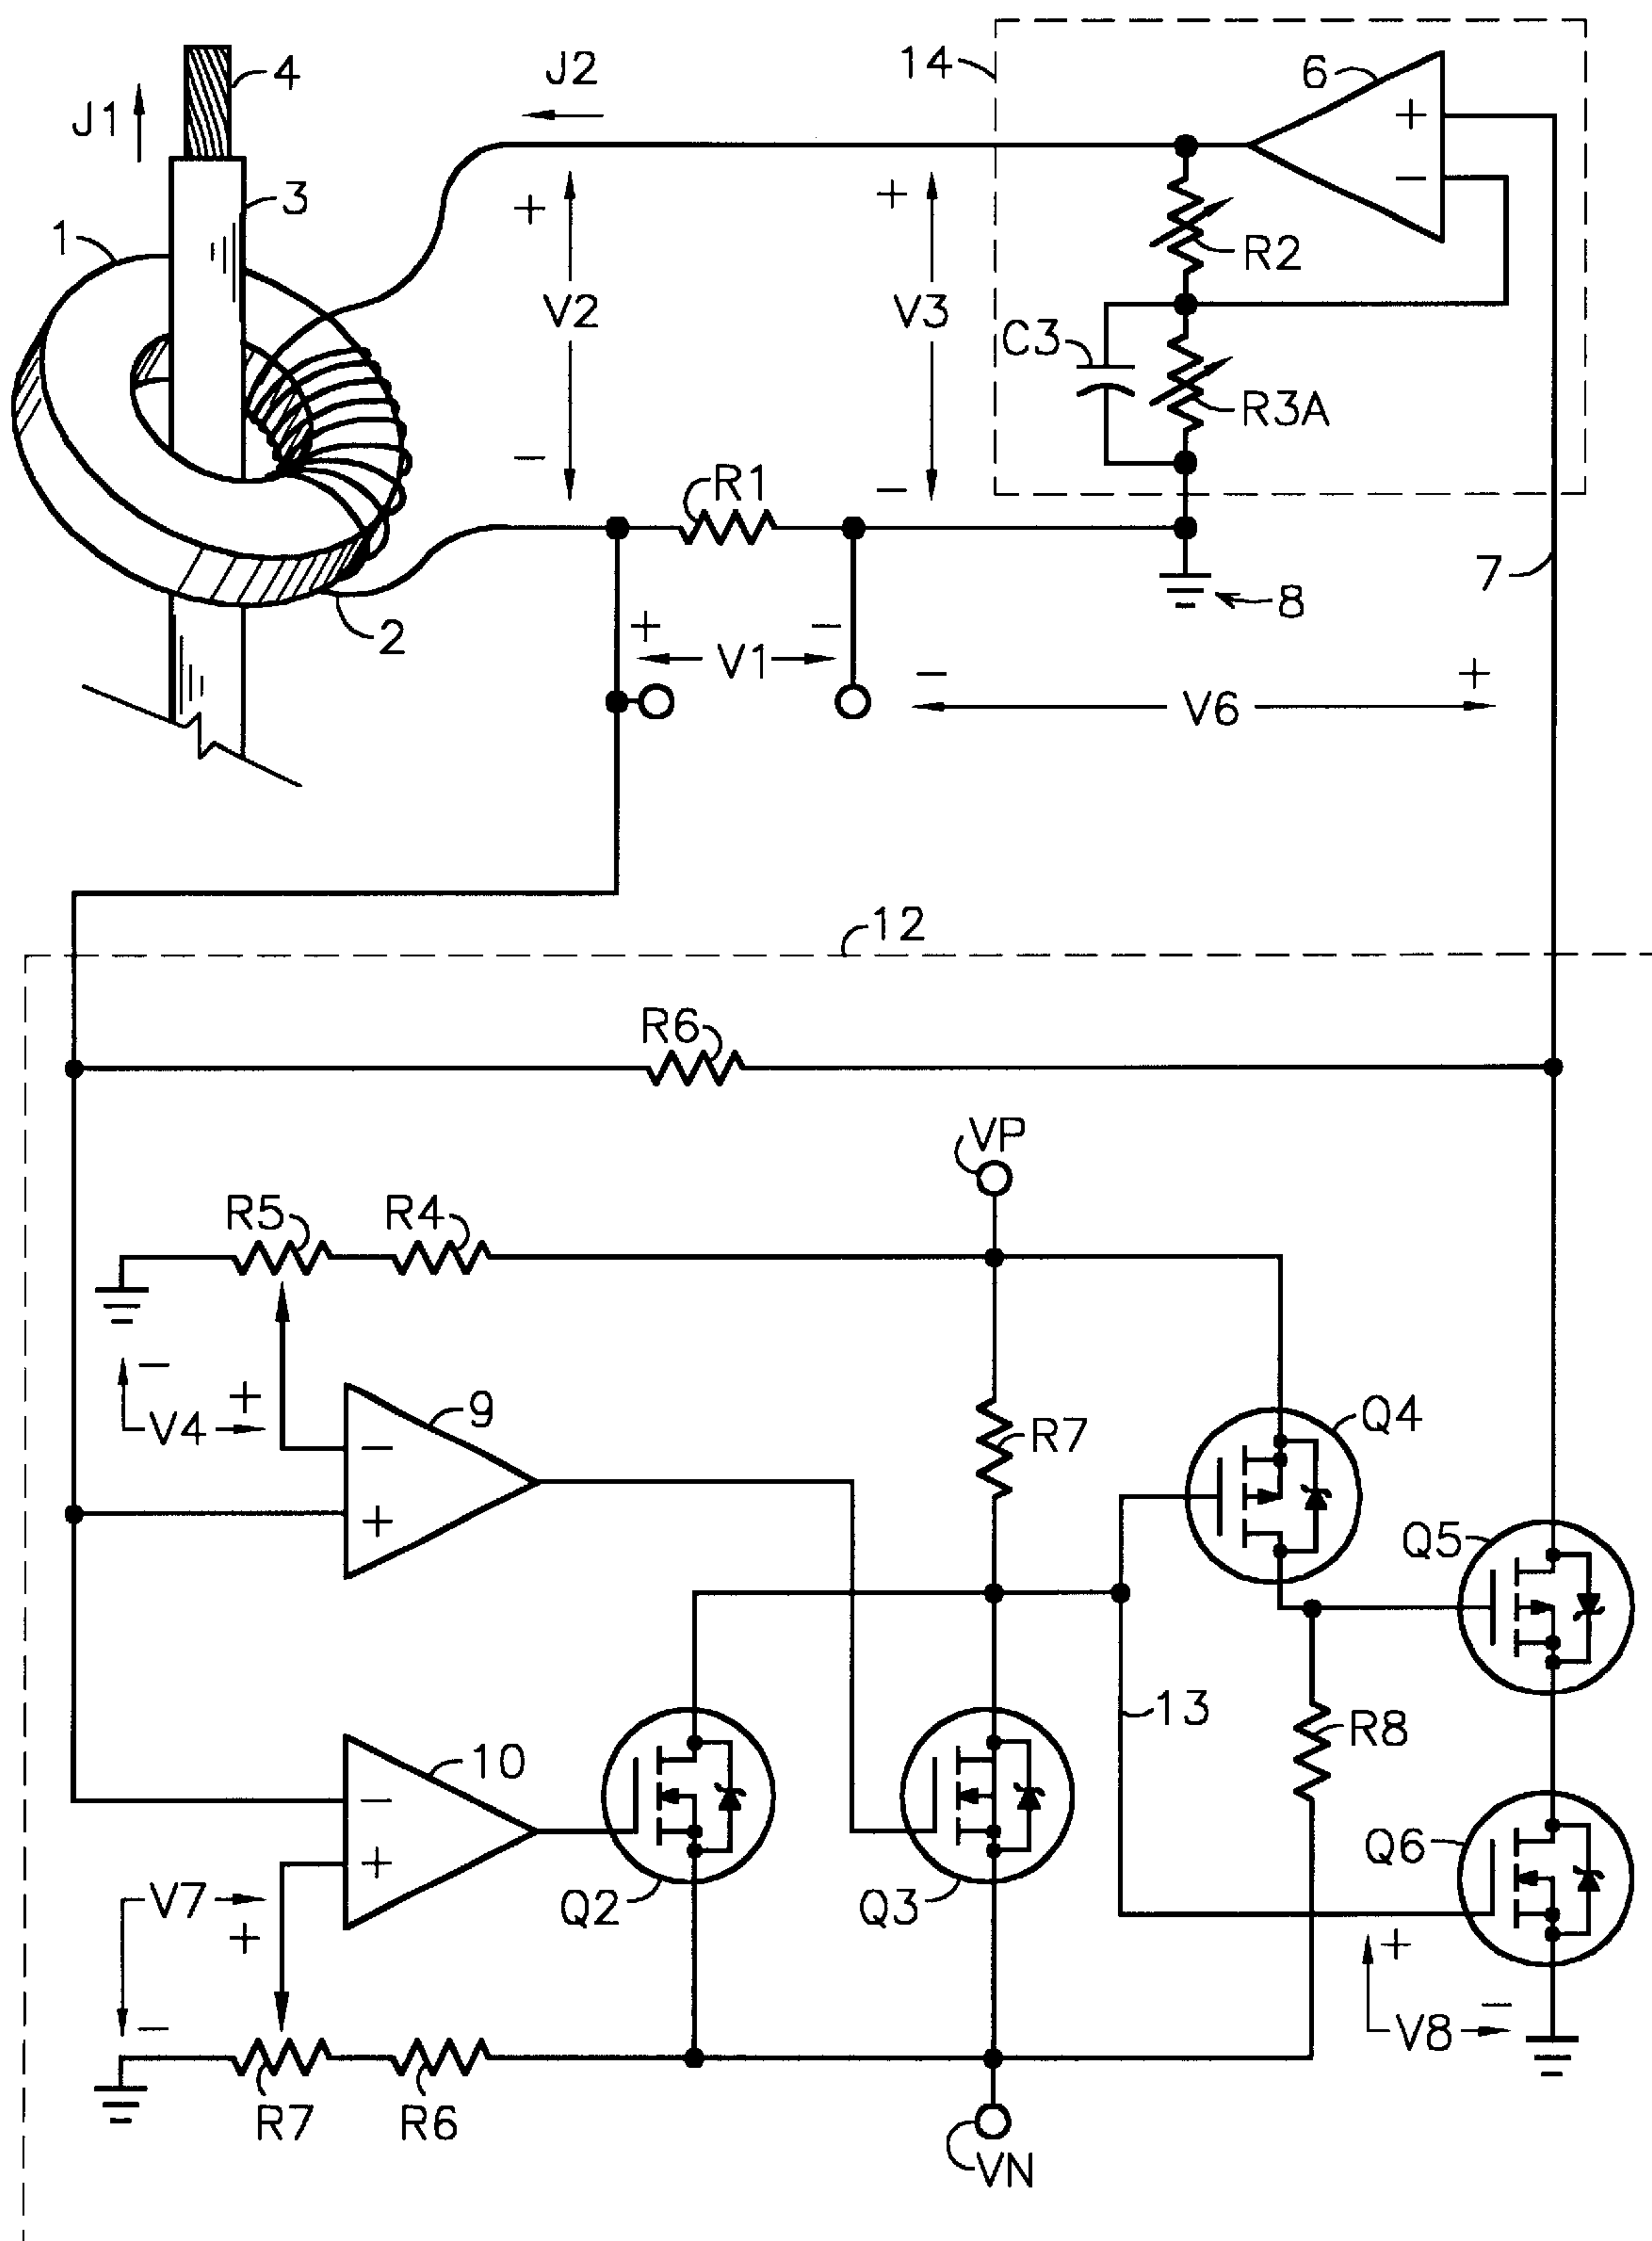 14
6
4
J2
J1
+
−
3
+
+
R2
1
V2
V3
C3
R3A
−
R1
−
7
8
2
+
−
V1
−
+
V6
12
R6
VP
R5
R4
−
+
9
Q4
V4
−
R7
+
Q5
10
13
R8
−
Q6
+
V7
Q2
Q3
+
+
−
−
V8
R7
R6
VN